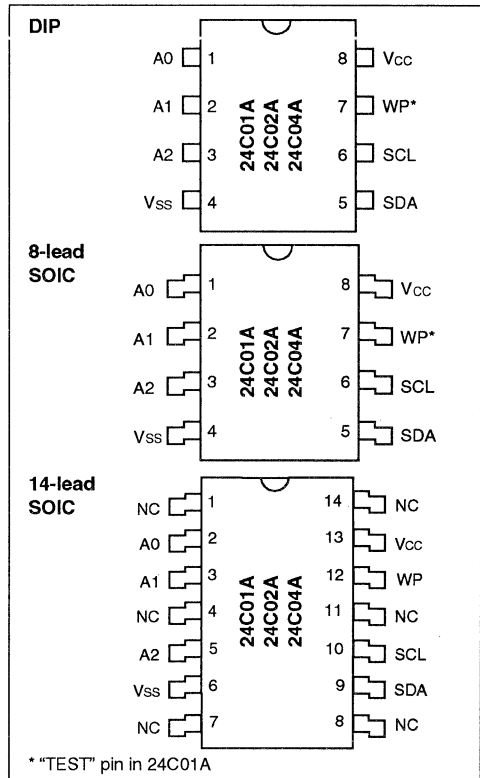 DIP
A0 1 8 VCC
A1 2 7 WP*
A2 3 6 SCL
VSS 4 5 SDA
24C01A
24C02A
24C04A
8-lead
SOIC
A0 1 8 VCC
A1 2 7 WP*
A2 3 6 SCL
VSS 4 5 SDA
24C01A
24C02A
24C04A
14-lead
SOIC
NC 1 14 NC
A0 2 13 VCC
A1 3 12 WP
NC 4 11 NC
A2 5 10 SCL
VSS 6 9 SDA
NC 7 8 NC
24C01A
24C02A
24C04A
* "TEST" pin in 24C01A